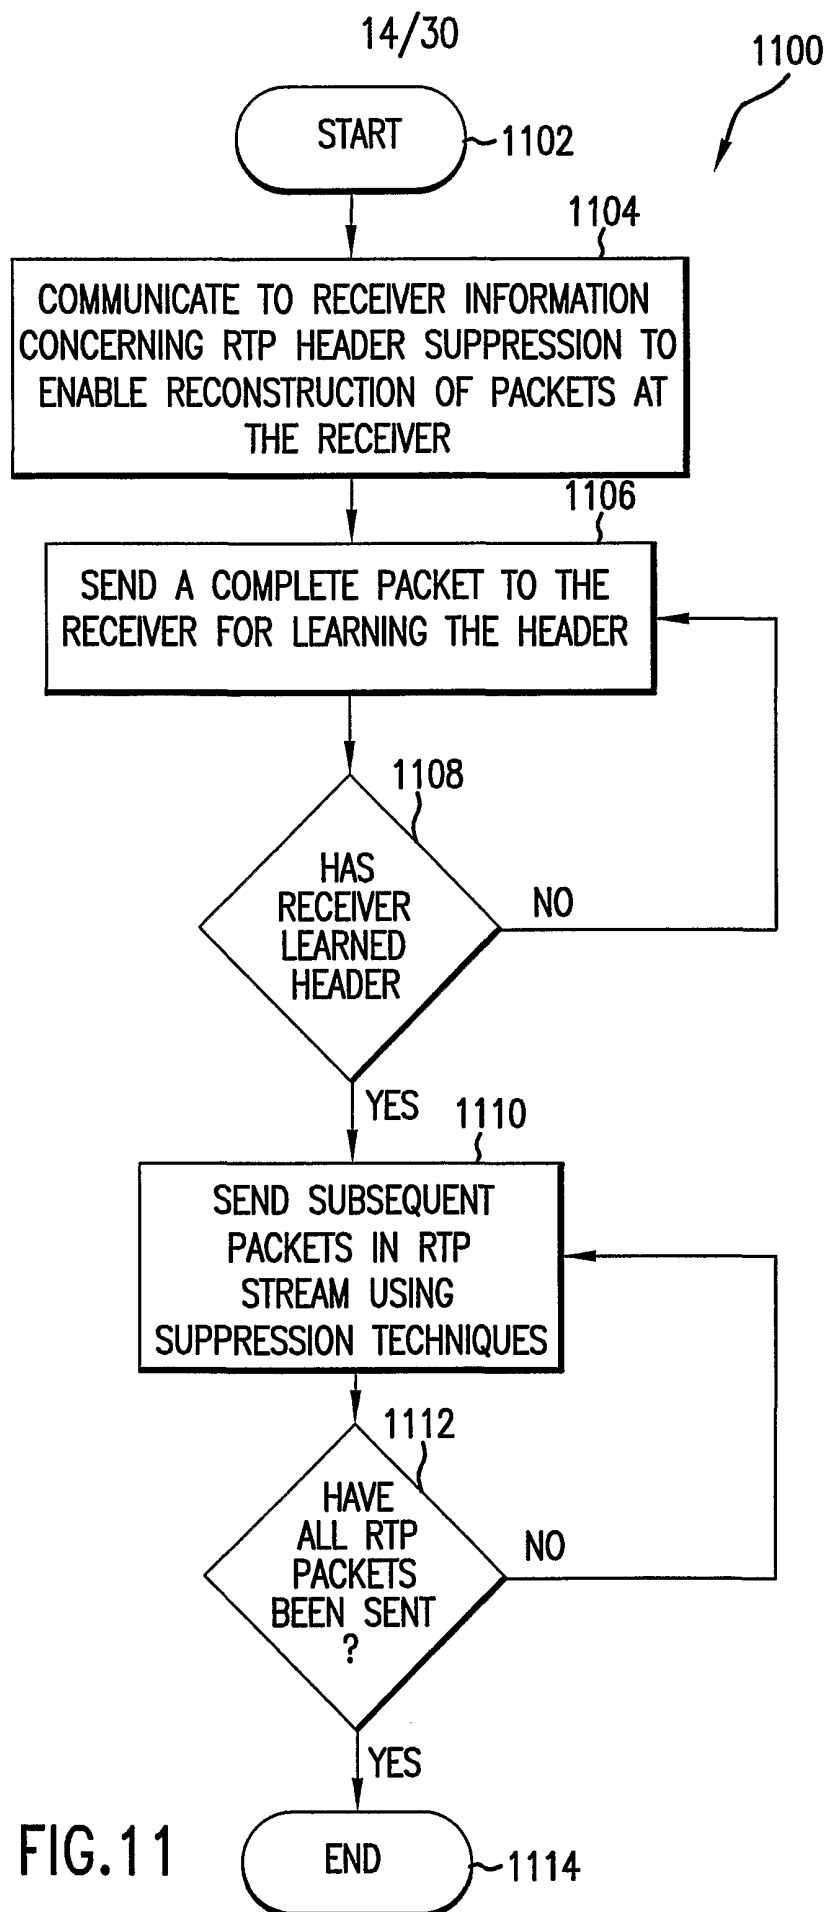 14/30
1100
START
1102
1104
COMMUNICATE TO RECEIVER INFORMATION
CONCERNING RTP HEADER SUPPRESSION TO
ENABLE RECONSTRUCTION OF PACKETS AT
THE RECEIVER
1106
SEND A COMPLETE PACKET TO THE
RECEIVER FOR LEARNING THE HEADER
1108
HAS
RECEIVER
LEARNED
HEADER
NO
YES
1110
SEND SUBSEQUENT
PACKETS IN RTP
STREAM USING
SUPPRESSION TECHNIQUES
1112
HAVE
ALL RTP
PACKETS
BEEN SENT
?
NO
YES
END
1114
FIG.11